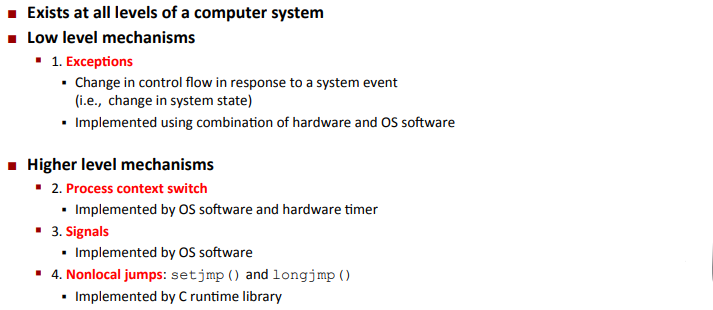 Exists at all levels of a computer system
Low level mechanisms
1. Exceptions
Change in control flow in response to a system event
(i.e., change in system state)
Implemented using combination of hardware and OS software
Higher level mechanisms
2. Process context switch
Implemented by OS software and hardware timer
3. Signals
Implemented by OS software
4. Nonlocal jumps: setjmp() and longjmp()
Implemented by C runtime library